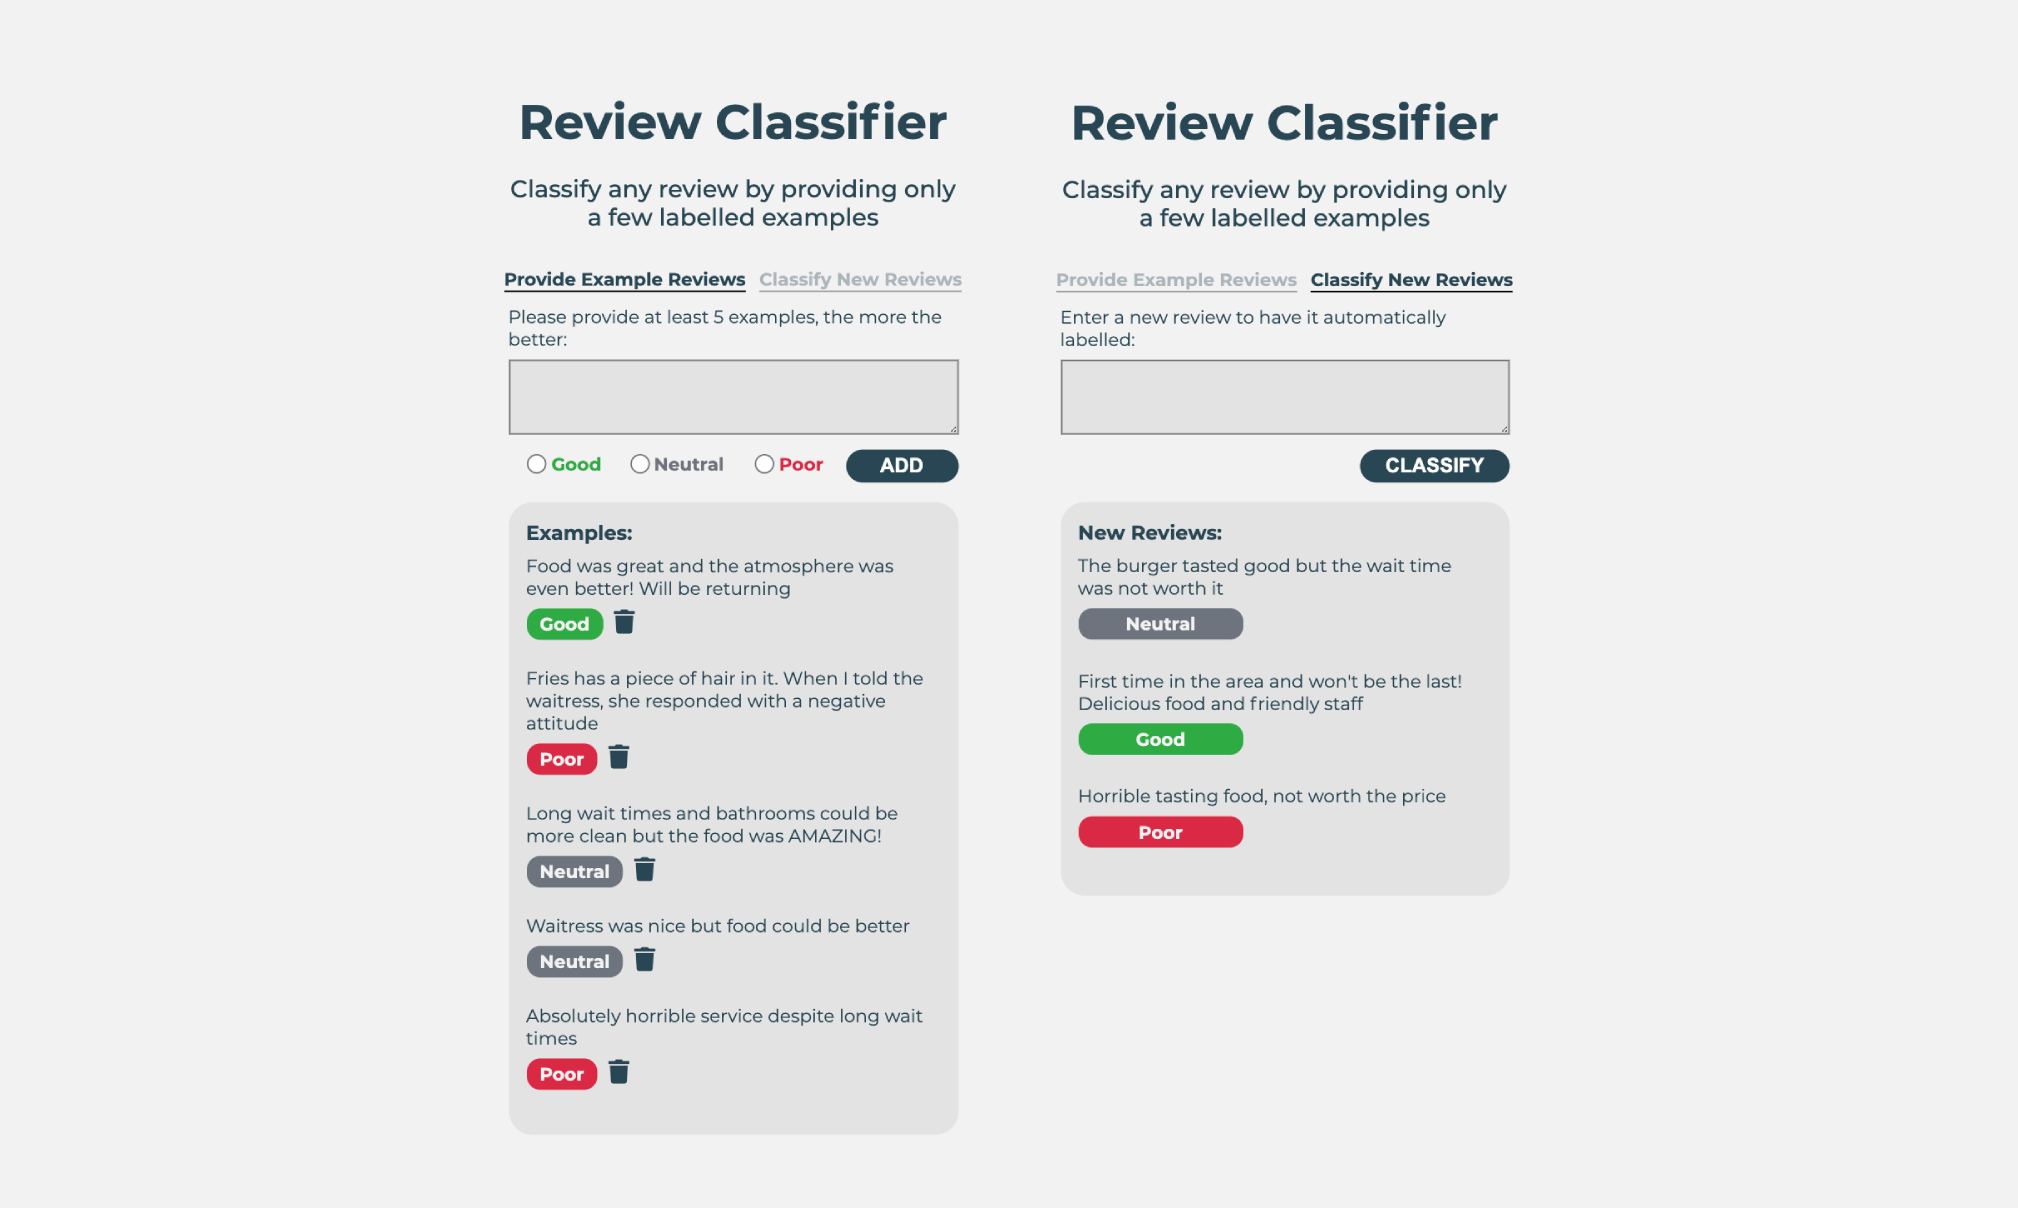 Review Classifier
Classify any review by providing only
a few labelled examples
Provide Example Reviews Classify New Reviews
Please provide at least 5 examples, the more the
better:
Good Neutral Poor ADD
Examples:
Food was great and the atmosphere was
even better! Will be returning
Good
Fries has a piece of hair in it. When I told the
waitress, she responded with a negative
attitude
Poor
Long wait times and bathrooms could be
more clean but the food was AMAZING!
Neutral
Waitress was nice but food could be better
Neutral
Absolutely horrible service despite long wait
times
Poor
Review Classifier
Classify any review by providing only
a few labelled examples
Provide Example Reviews Classify New Reviews
Enter a new review to have it automatically
labelled:
CLASSIFY
New Reviews:
The burger tasted good but the wait time
was not worth it
Neutral
First time in the area and won't be the last!
Delicious food and friendly staff
Good
Horrible tasting food, not worth the price
Poor